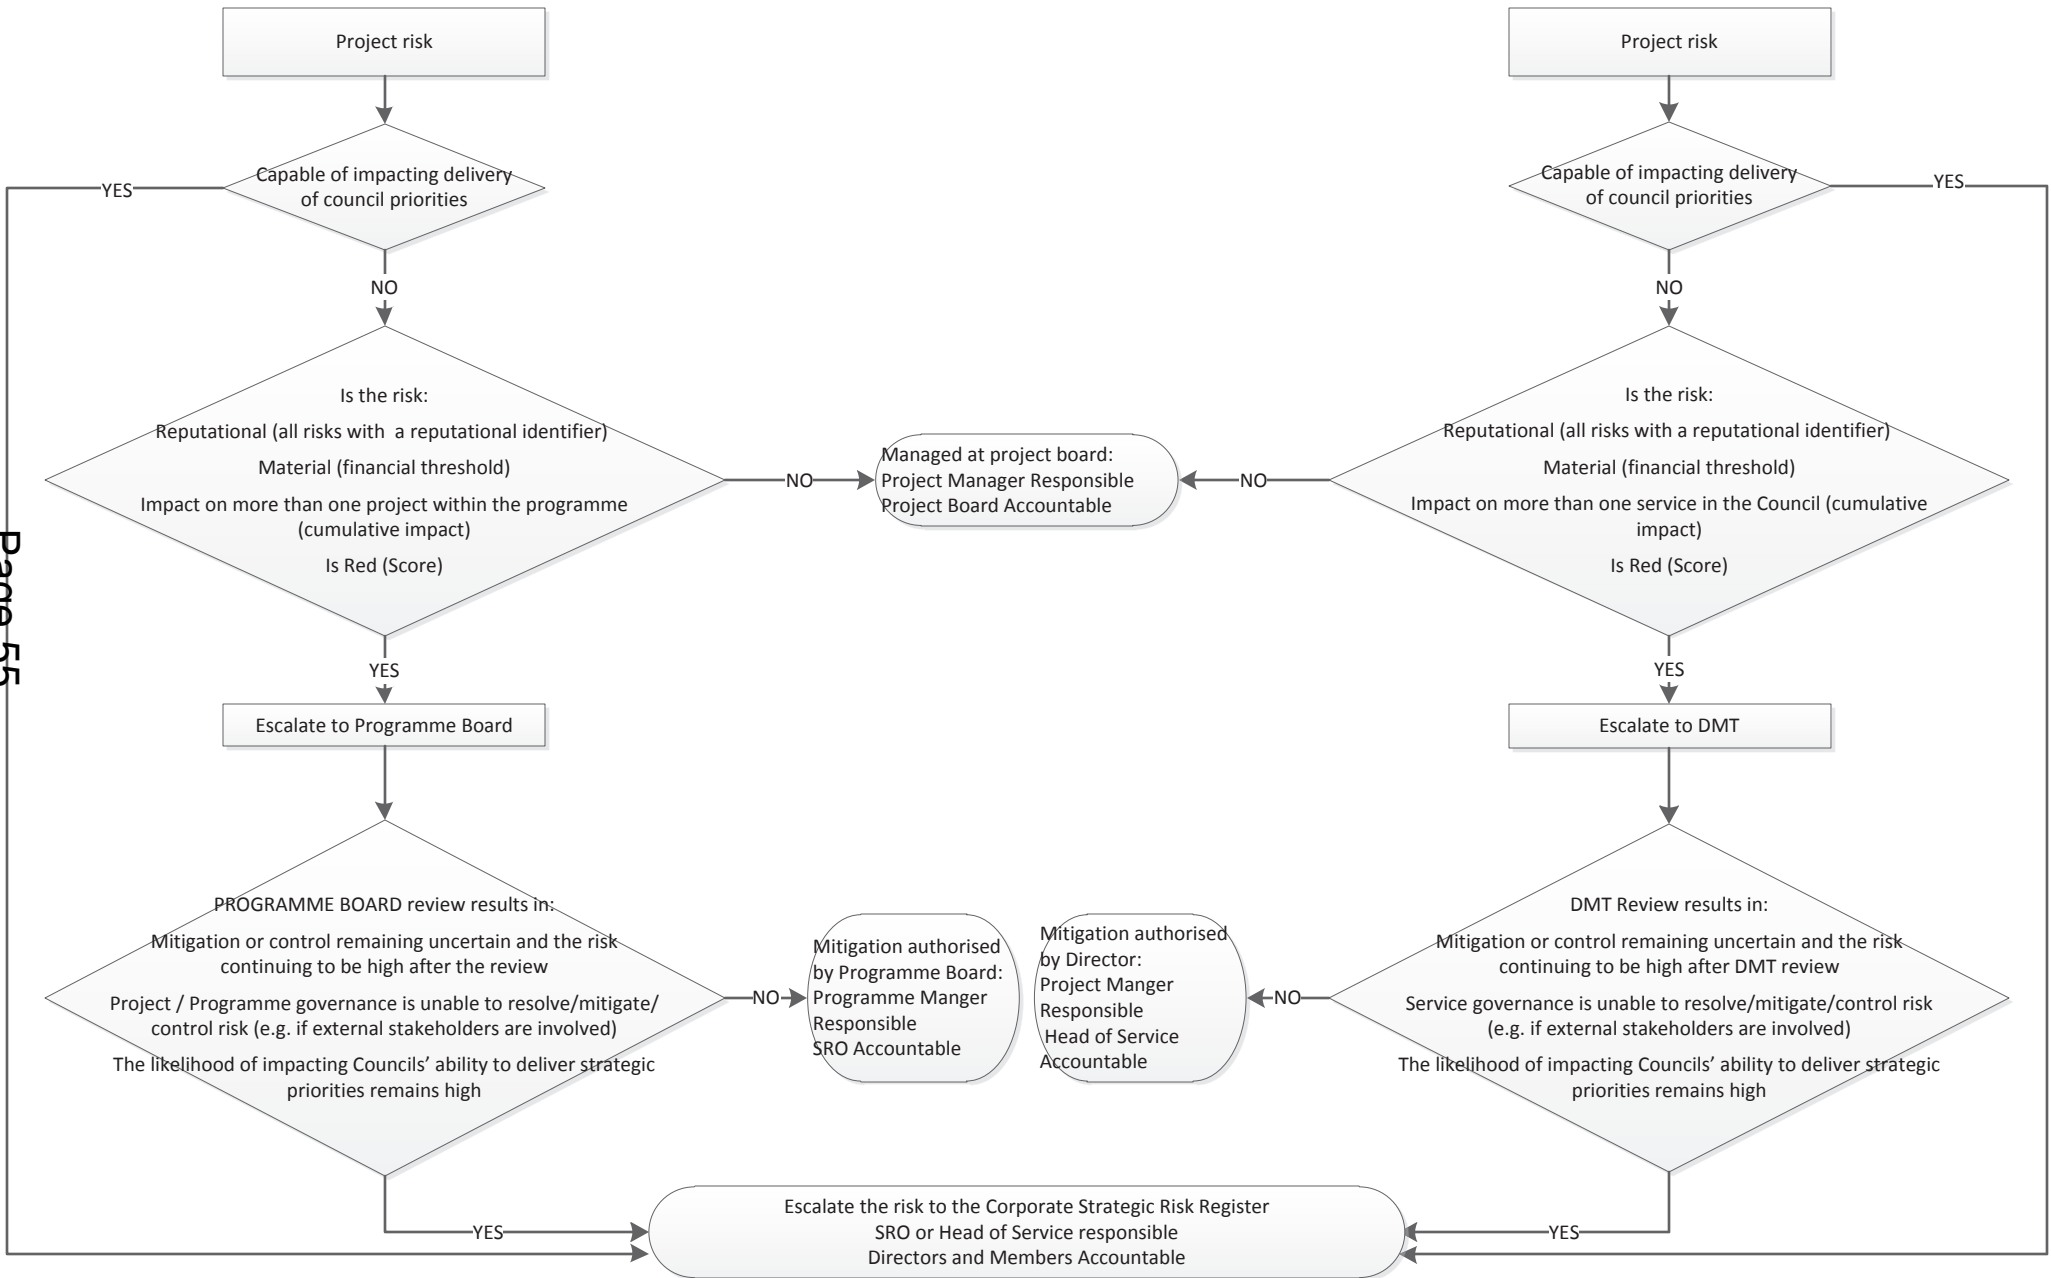 Project risk
Capable of impacting delivery
of council priorities
YES
NO
Is the risk:
Reputational (all risks with  a reputational identifier)
Material (financial threshold)
Impact on more than one project within the programme
(cumulative impact)
Is Red (Score)
NO
YES
Escalate to Programme Board
PROGRAMME BOARD review results in:
Mitigation or control remaining uncertain and the risk
continuing to be high after the review
Project / Programme governance is unable to resolve/mitigate/
control risk (e.g. if external stakeholders are involved)
The likelihood of impacting Councils’ ability to deliver strategic
priorities remains high
NO
YES
Managed at project board:
Project Manager Responsible
Project Board Accountable
Mitigation authorised
by Programme Board:
Programme Manger
Responsible
SRO Accountable
Project risk
Capable of impacting delivery
of council priorities
YES
NO
Is the risk:
Reputational (all risks with a reputational identifier)
Material (financial threshold)
Impact on more than one service in the Council (cumulative
impact)
Is Red (Score)
NO
YES
Escalate to DMT
DMT Review results in:
Mitigation or control remaining uncertain and the risk
continuing to be high after DMT review
Service governance is unable to resolve/mitigate/control risk
(e.g. if external stakeholders are involved)
The likelihood of impacting Councils’ ability to deliver strategic
priorities remains high
NO
YES
Mitigation authorised
by Director:
Project Manger
Responsible
Head of Service
Accountable
Escalate the risk to the Corporate Strategic Risk Register
SRO or Head of Service responsible
Directors and Members Accountable
Page 55